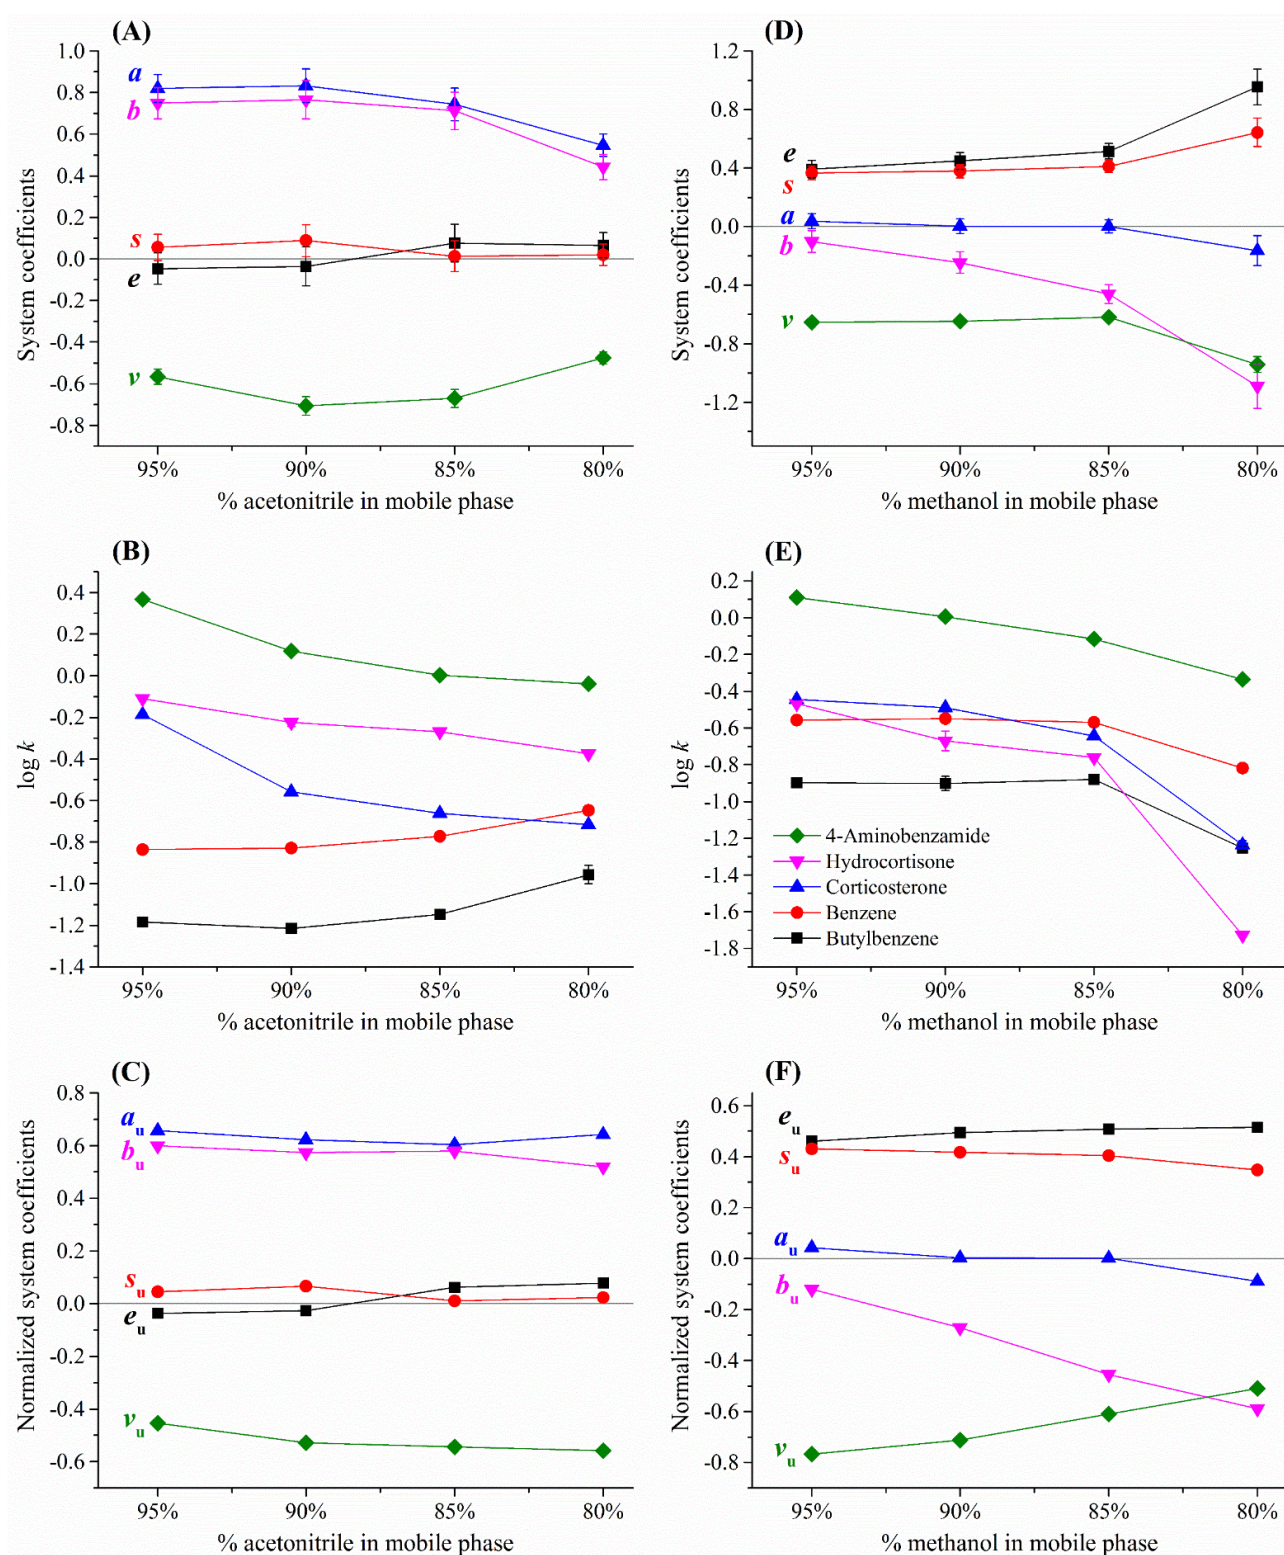 (A)
1.0
0.8
0.6
0.4
0.2
0.0
-0.2
-0.4
-0.6
-0.8
System coefficients
a
b
s
e
v
95% 90% 85% 80%
% acetonitrile in mobile phase
(D)
1.2
0.8
0.4
0.0
-0.4
-0.8
-1.2
System coefficients
e
s
a
b
v
95% 90% 85% 80%
% methanol in mobile phase
(B)
0.4
0.2
0.0
-0.2
-0.4
-0.6
-0.8
-1.0
-1.2
-1.4
log k
95% 90% 85% 80%
% acetonitrile in mobile phase
(E)
0.2
0.0
-0.2
-0.4
-0.6
-0.8
-1.0
-1.2
-1.4
-1.6
-1.8
log k
4-Aminobenzamide
Hydrocortisone
Corticosterone
Benzene
Butylbenzene
95% 90% 85% 80%
% methanol in mobile phase
(C)
0.8
0.6
0.4
0.2
0.0
-0.2
-0.4
-0.6
Normalized system coefficients
au
bu
su
eu
vu
95% 90% 85% 80%
% acetonitrile in mobile phase
(F)
0.6
0.4
0.2
0.0
-0.2
-0.4
-0.6
-0.8
Normalized system coefficients
eu
su
au
bu
vu
95% 90% 85% 80%
% methanol in mobile phase